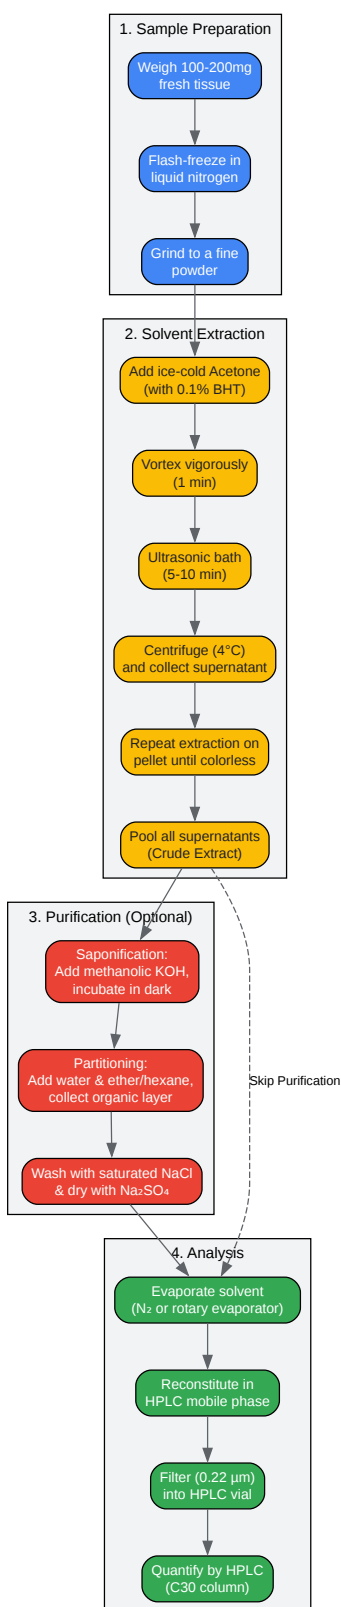 1. Sample Preparation
Weigh 100-200mg
fresh tissue
Flash-freeze in
liquid nitrogen
Grind to a fine
powder
2. Solvent Extraction
Add ice-cold Acetone
(with 0.1% BHT)
Vortex vigorously
(1 min)
Ultrasonic bath
(5-10 min)
Centrifuge (4°C)
and collect supernatant
Repeat extraction on
pellet until colorless
Pool all supernatants
(Crude Extract)
3. Purification (Optional)
Saponification:
Add methanolic KOH,
incubate in dark
Partitioning:
Add water & ether/hexane,
collect organic layer
Skip Purification
Wash with saturated NaCl
& dry with Na₂SO₄
4. Analysis
Evaporate solvent
(N₂ or rotary evaporator)
Reconstitute in
HPLC mobile phase
Filter (0.22 µm)
into HPLC vial
Quantify by HPLC
(C30 column)